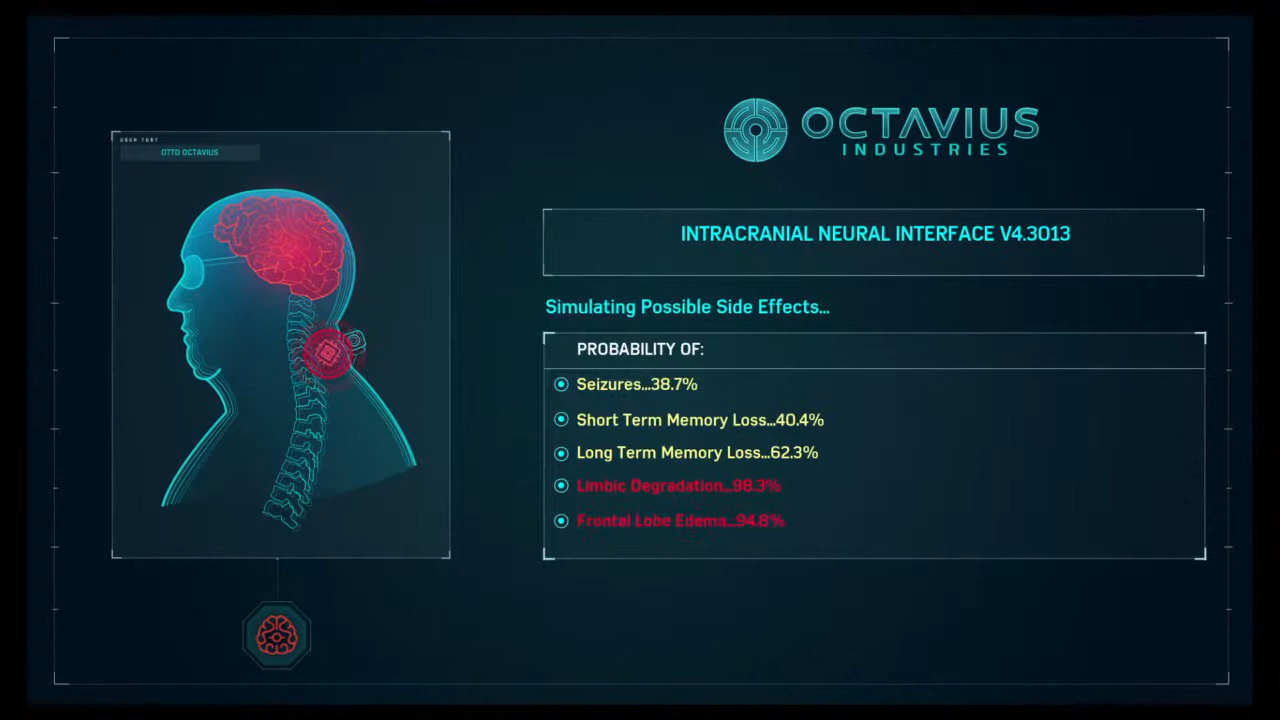 USER TEST
OTTO OCTAVIUS
OCTAVIUS
INDUSTRIES
INTRACRANIAL NEURAL INTERFACE V4.3013
Simulating Possible Side Effects...
PROBABILITY OF:
Seizures...38.7%
Short Term Memory Loss...40.4%
Long Term Memory Loss...62.3%
Limbic Degradation...98.3%
Frontal Lobe Edema...94.8%